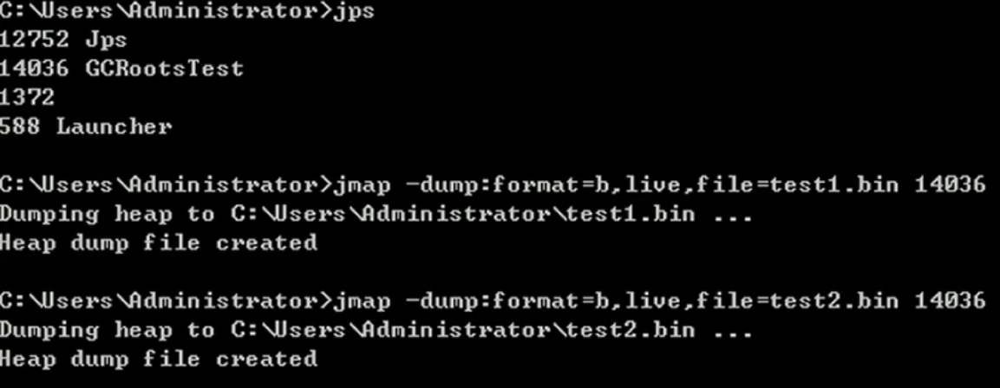 C:\Users\Administrator>jps
12752 Jps
14036 GCRootsTest
1372
588 Launcher
C:\Users\Administrator>jmap -dump:format=b,live,file=test1.bin 14036
Dumping heap to C:\Users\Administrator\test1.bin ...
Heap dump file created
C:\Users\Administrator>jmap -dump:format=b,live,file=test2.bin 14036
Dumping heap to C:\Users\Administrator\test2.bin ...
Heap dump file created